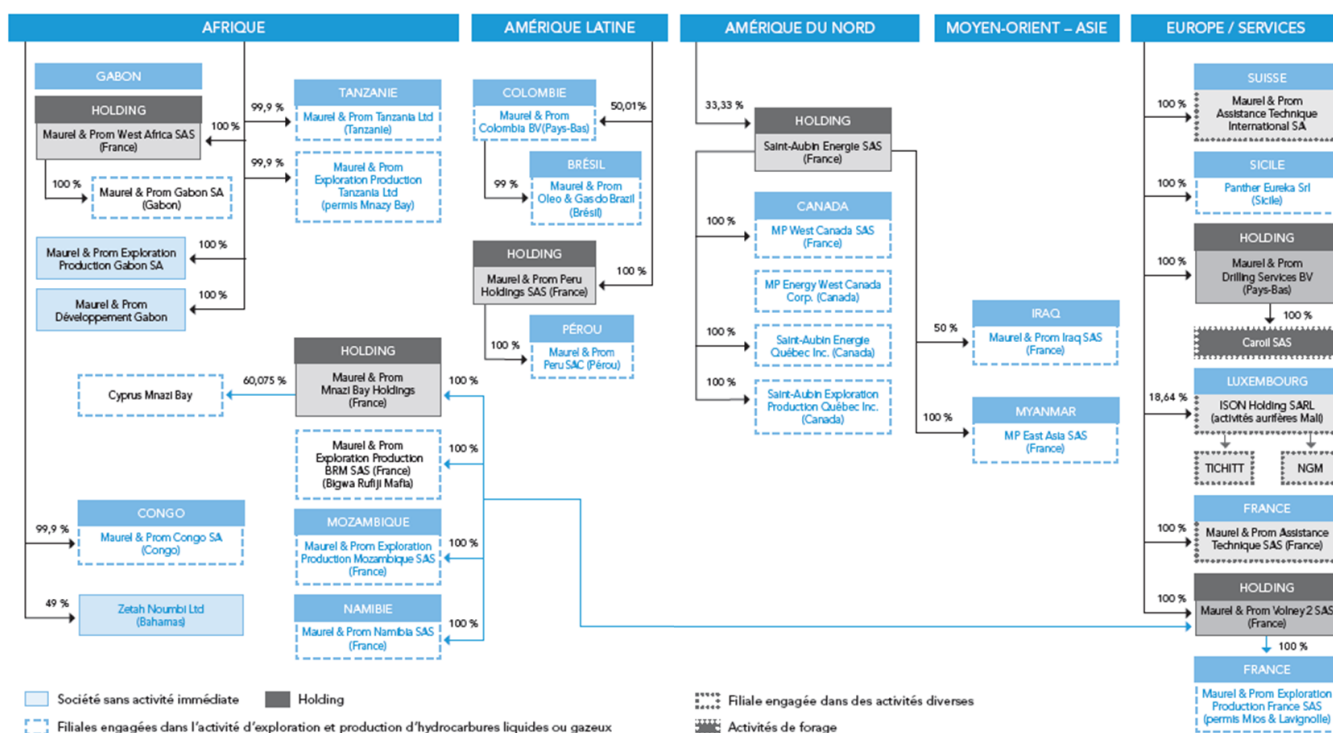 AFRIQUE
GABON
HOLDING
Maurel & Prom West Africa SAS
(France)
100 %
100 %
Maurel & Prom Gabon SA
(Gabon)
Maurel & Prom Exploration
Production Gabon SA
100 %
Maurel & Prom
Développement Gabon
100 %
99,9 %
TANZANIE
Maurel & Prom Tanzania Ltd
(Tanzanie)
99,9 %
Maurel & Prom
Exploration Production
Tanzania Ltd
(permis Mnazy Bay)
HOLDING
Maurel & Prom
Mnazi Bay Holdings
(France)
100 %
60,075 %
Cyprus Mnazi Bay
Maurel & Prom
Exploration Production
BRM SAS (France)
(Bigwa Rufiji Mafia)
100 %
CONGO
99,9 %
Maurel & Prom Congo SA
(Congo)
49 %
Zetah Noumbi Ltd
(Bahamas)
MOZAMBIQUE
Maurel & Prom Exploration
Production Mozambique SAS
(France)
100 %
NAMIBIE
Maurel & Prom Namibia SAS
(France)
100 %
AMÉRIQUE LATINE
COLOMBIE
50,01%
Maurel & Prom
Colombia BV(Pays-Bas)
BRÉSIL
99 %
Maurel & Prom
Oleo & Gas do Brazil
(Brésil)
HOLDING
Maurel & Prom Peru
Holdings SAS (France)
100 %
PÉROU
100 %
Maurel & Prom
Peru SAC (Pérou)
AMÉRIQUE DU NORD
33,33 %
HOLDING
Saint-Aubin Energie SAS
(France)
CANADA
100 %
MP West Canada SAS
(France)
MP Energy West Canada
Corp. (Canada)
100 %
Saint-Aubin Energie
Québec Inc. (Canada)
100 %
Saint-Aubin Exploration
Production Québec Inc.
(Canada)
MOYEN-ORIENT – ASIE
IRAQ
50 %
Maurel & Prom Iraq SAS
(France)
MYANMAR
100 %
MP East Asia SAS
(France)
EUROPE / SERVICES
SUISSE
100 %
Maurel & Prom
Assistance Technique
International SA
SICILE
100 %
Panther Eureka Srl
(Sicile)
HOLDING
100 %
Maurel & Prom
Drilling Services BV
(Pays-Bas)
100 %
Caroil SAS
LUXEMBOURG
18,64 %
ISON Holding SARL
(activités aurifères Mali)
TICHITT
NGM
FRANCE
100 %
Maurel & Prom Assistance
Technique SAS (France)
HOLDING
100 %
Maurel & Prom Volney 2 SAS
(France)
100 %
FRANCE
Maurel & Prom Exploration
Production France SAS
(permis Mios & Lavignolle)
Société sans activité immédiate
Holding
Filiales engagées dans l'activité d'exploration et production d'hydrocarbures liquides ou gazeux
Filiale engagée dans des activités diverses
Activités de forage